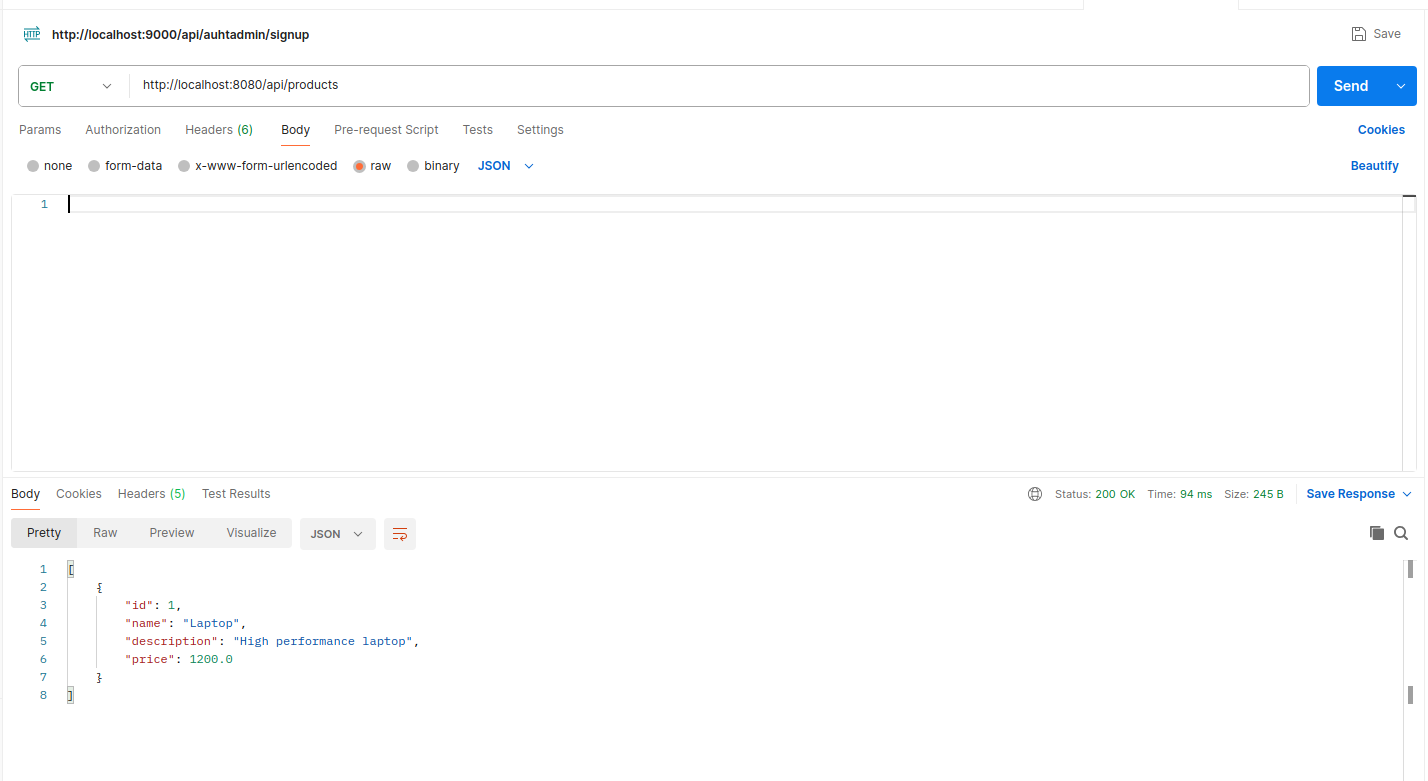 HTTP http://localhost:9000/api/auhtadmin/signup Save
GET http://localhost:8080/api/products Send
Params Authorization Headers (6) Body Pre-request Script Tests Settings Cookies
none form-data x-www-form-urlencoded raw binary JSON Beautify
1
Body Cookies Headers (5) Test Results Status: 200 OK Time: 94 ms Size: 245 B Save Response
Pretty Raw Preview Visualize JSON
1 [
2 {
3 "id": 1,
4 "name": "Laptop",
5 "description": "High performance laptop",
6 "price": 1200.0
7 }
8 ]